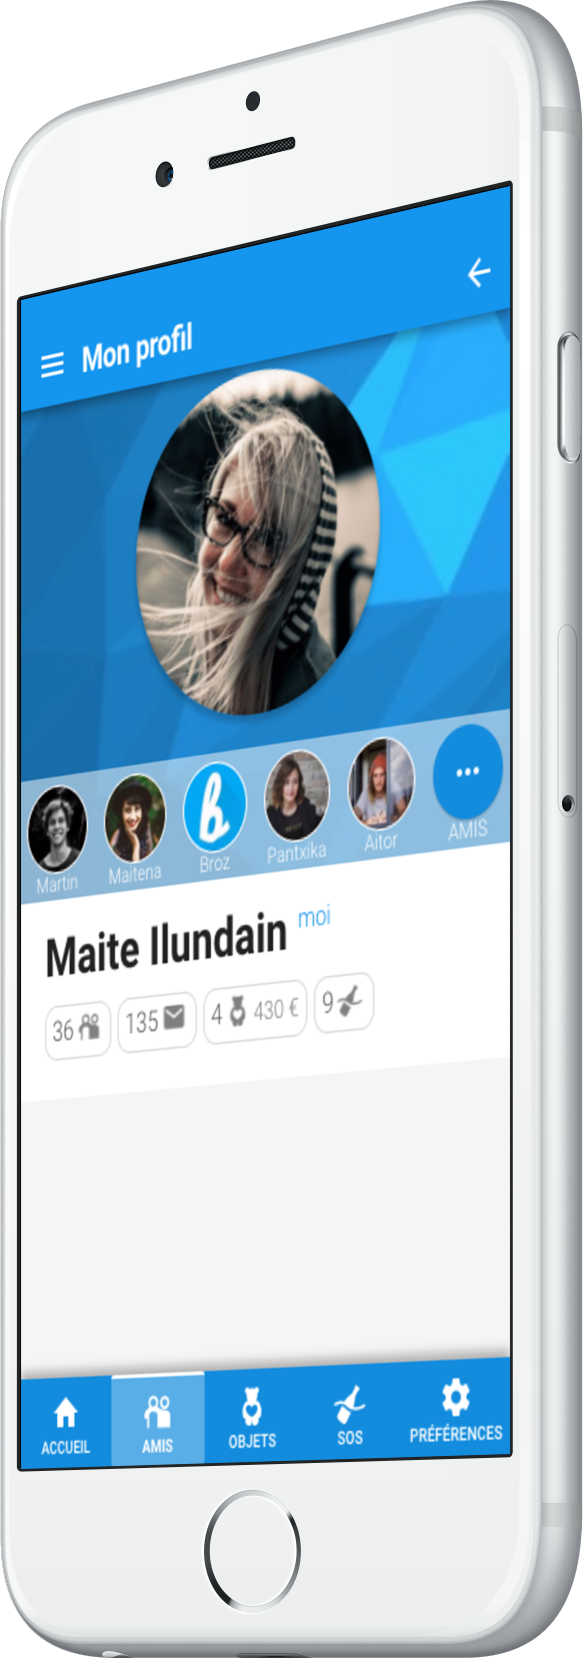 Mon profil
Martin
Maitena
Broz
Pantxika
Aitor
AMIS
Maite Ilundain moi
36
135
4 430 €
9
ACCUEIL
AMIS
OBJETS
SOS
PRÉFÉRENCES